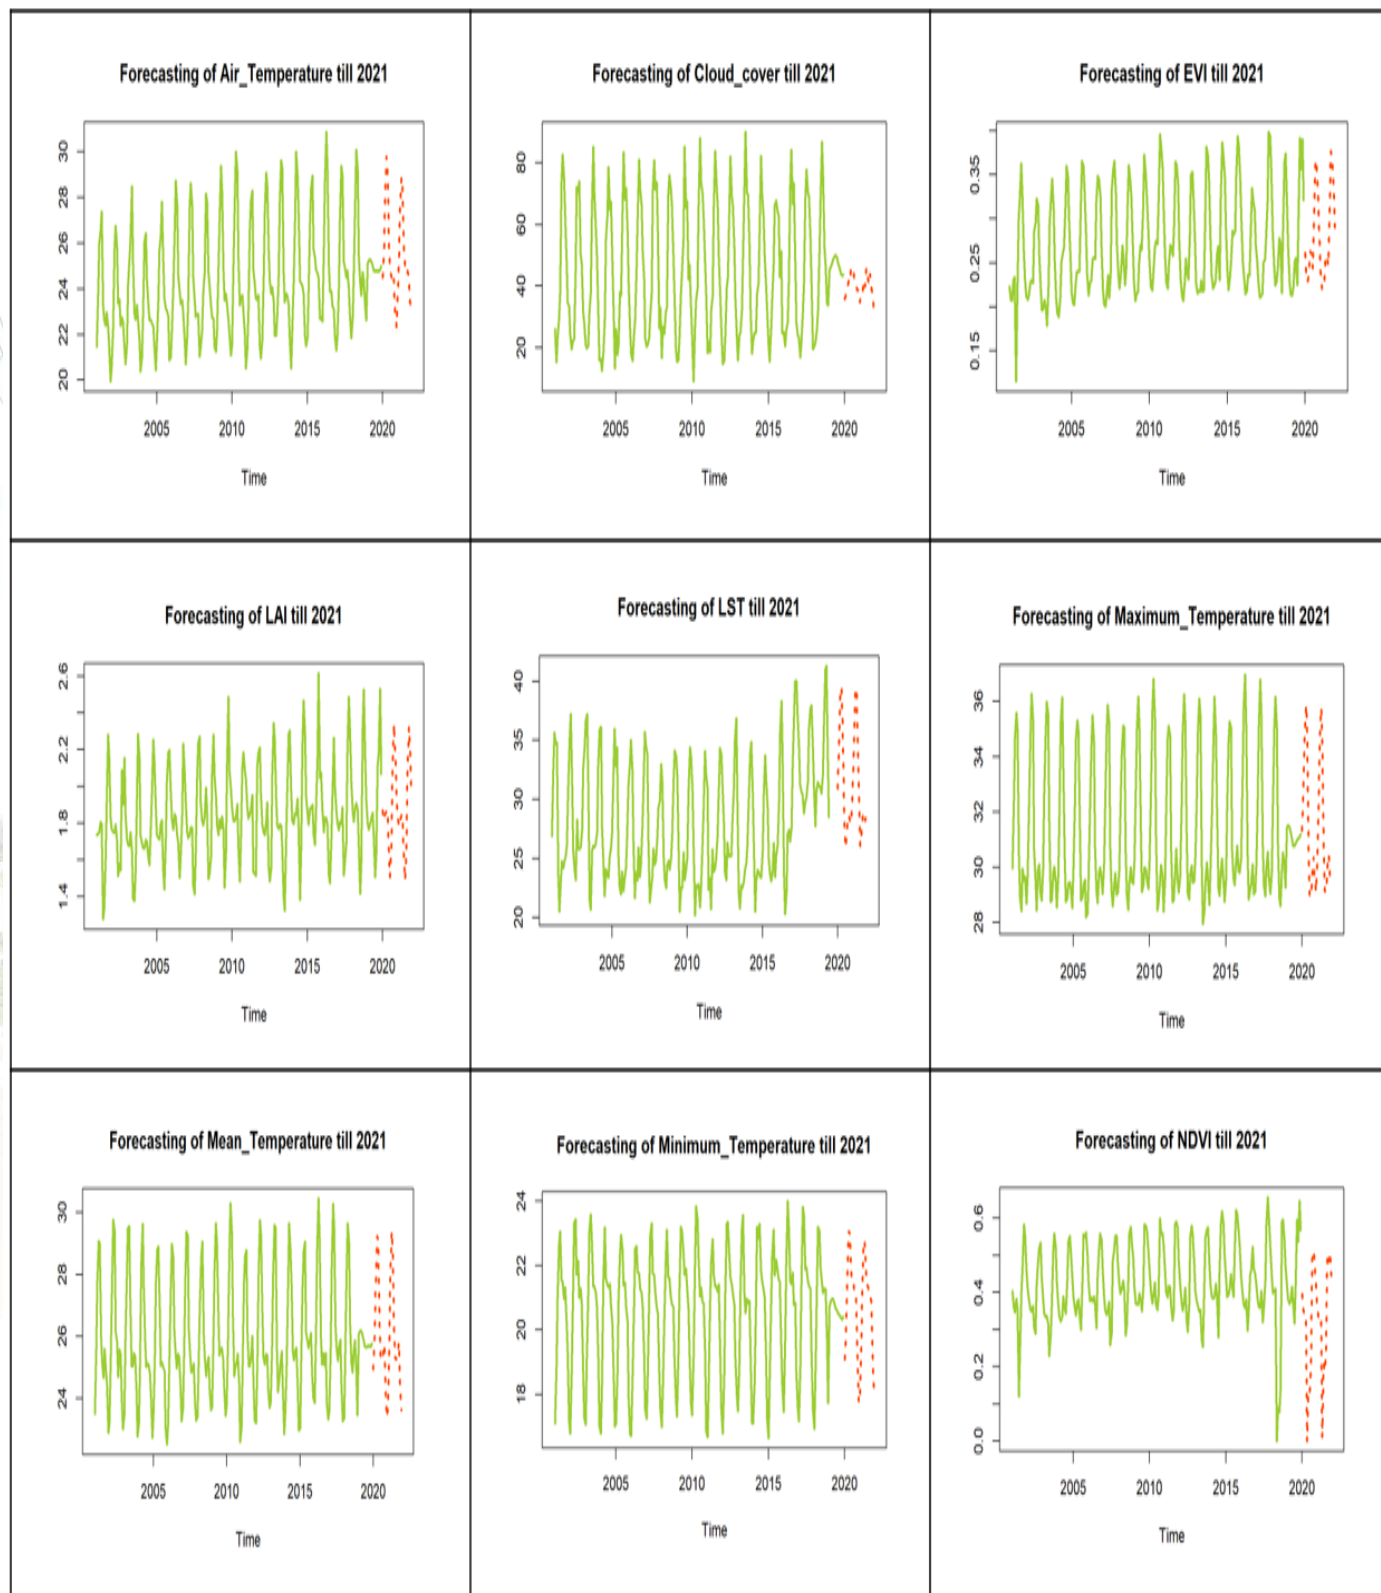 Forecasting of Air_Temperature till 2021
30
28
26
24
22
20
2005 2010 2015 2020
Time
Forecasting of Cloud_cover till 2021
80
60
40
20
2005 2010 2015 2020
Time
Forecasting of EVI till 2021
0.35
0.25
0.15
2005 2010 2015 2020
Time
Forecasting of LAI till 2021
2.6
2.2
1.8
1.4
2005 2010 2015 2020
Time
Forecasting of LST till 2021
40
35
30
25
20
2005 2010 2015 2020
Time
Forecasting of Maximum_Temperature till 2021
36
34
32
30
28
2005 2010 2015 2020
Time
Forecasting of Mean_Temperature till 2021
30
28
26
24
2005 2010 2015 2020
Time
Forecasting of Minimum_Temperature till 2021
24
22
20
18
2005 2010 2015 2020
Time
Forecasting of NDVI till 2021
0.6
0.4
0.2
0.0
2005 2010 2015 2020
Time